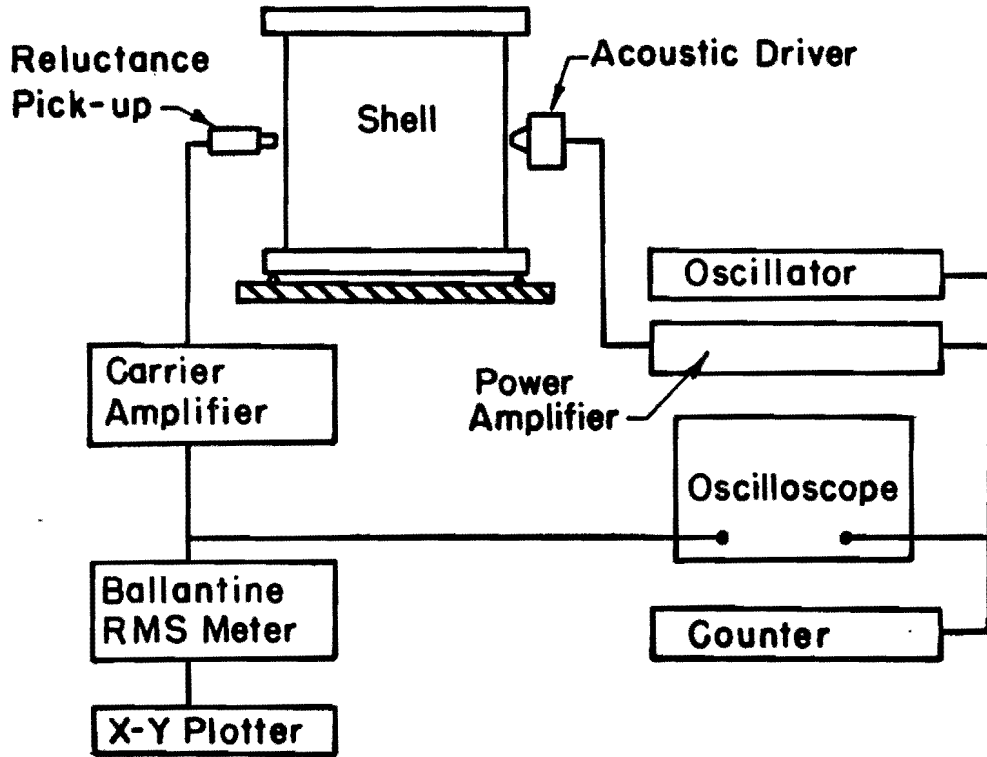 Reluctance
Pick-up
Shell
Acoustic Driver
Oscillator
Power
Amplifier
Carrier
Amplifier
Oscilloscope
Ballantine
RMS Meter
Counter
X-Y Plotter